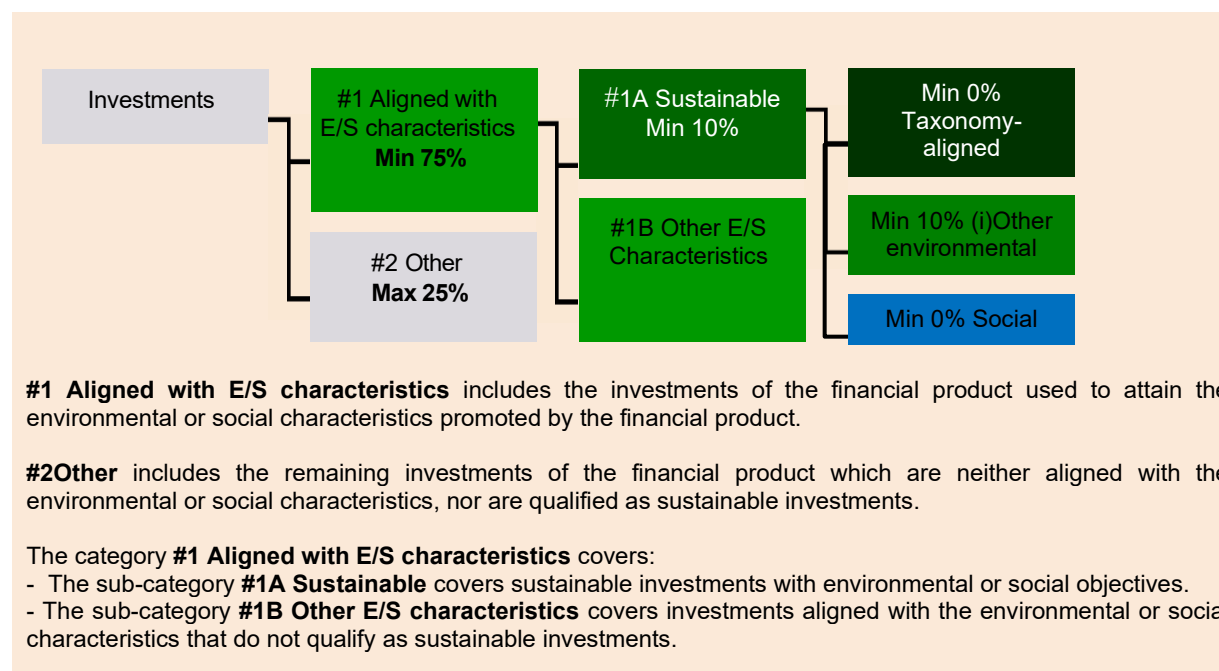 Investments
#1 Aligned with
E/S characteristics
Min 75%
#2 Other
Max 25%
#1A Sustainable
Min 10%
#1B Other E/S
Characteristics
Min 0%
Taxonomy-
aligned
Min 10% (i)Other
environmental
Min 0% Social
#1 Aligned with E/S characteristics includes the investments of the financial product used to attain the
environmental or social characteristics promoted by the financial product.
#2Other includes the remaining investments of the financial product which are neither aligned with the
environmental or social characteristics, nor are qualified as sustainable investments.
The category #1 Aligned with E/S characteristics covers:
- The sub-category #1A Sustainable covers sustainable investments with environmental or social objectives.
- The sub-category #1B Other E/S characteristics covers investments aligned with the environmental or social
characteristics that do not qualify as sustainable investments.